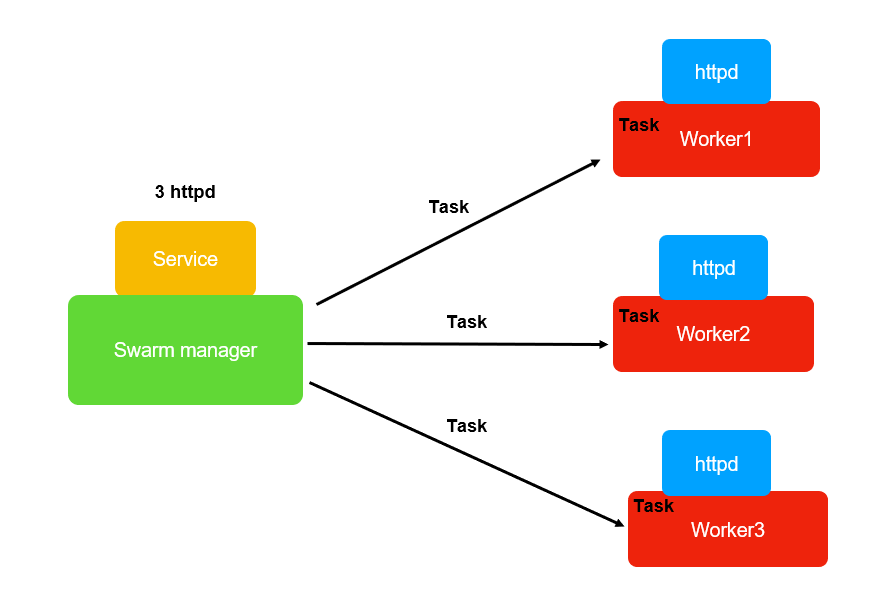 3 httpd
Service
Swarm manager
Task
Task
Task
httpd
Task
Worker1
httpd
Task
Worker2
httpd
Task
Worker3